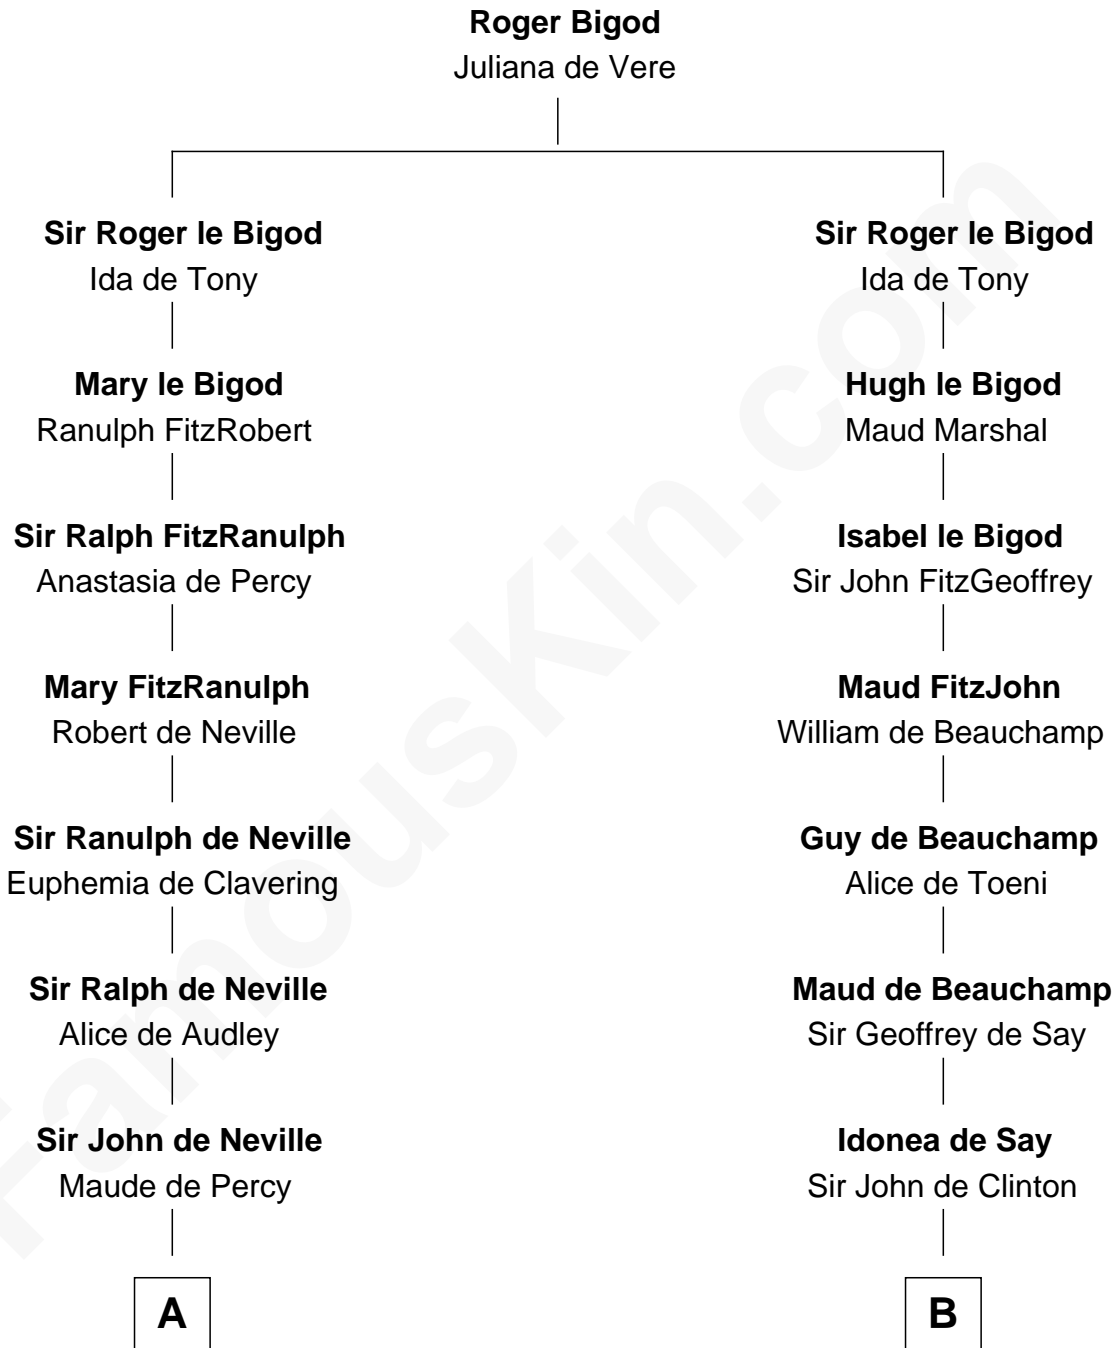 Roger Bigod
Juliana de Vere
Sir Roger le Bigod
Ida de Tony
Mary le Bigod
Ranulph FitzRobert
Sir Ralph FitzRanulph
Anastasia de Percy
Mary FitzRanulph
Robert de Neville
Sir Ranulph de Neville
Euphemia de Clavering
Sir Ralph de Neville
Alice de Audley
Sir John de Neville
Maude de Percy
A
Sir Roger le Bigod
Ida de Tony
Hugh le Bigod
Maud Marshal
Isabel le Bigod
Sir John FitzGeoffrey
Maud FitzJohn
William de Beauchamp
Guy de Beauchamp
Alice de Toeni
Maud de Beauchamp
Sir Geoffrey de Say
Idonea de Say
Sir John de Clinton
B
FamousKin.com